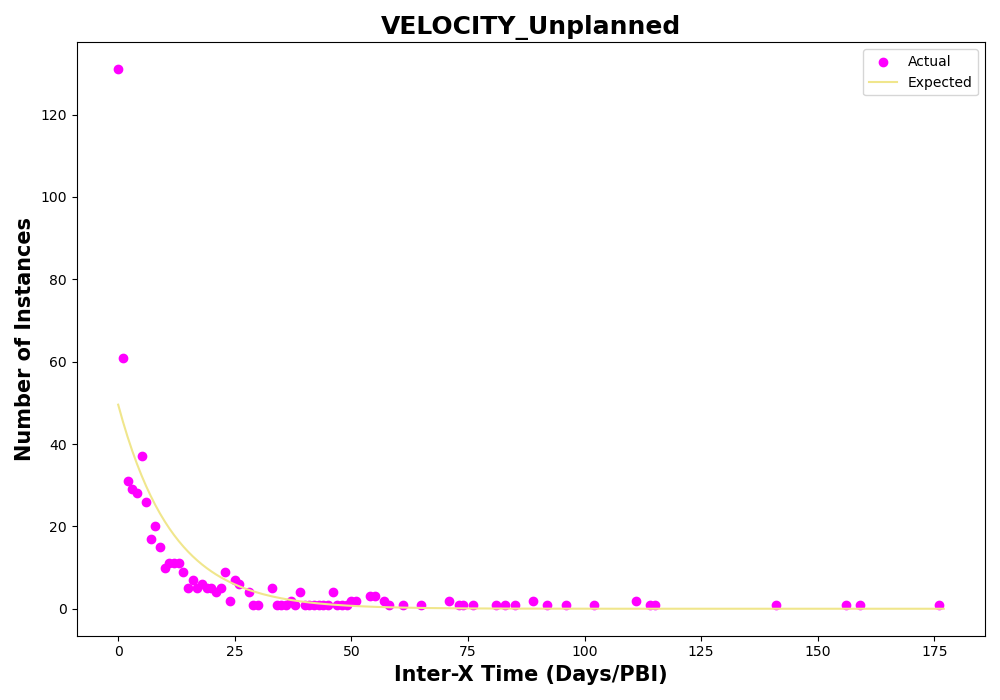 VELOCITY_Unplanned
Actual
Expected
Number of Instances
120
100
80
60
40
20
0
0 25 50 75 100 125 150 175
Inter-X Time (Days/PBI)